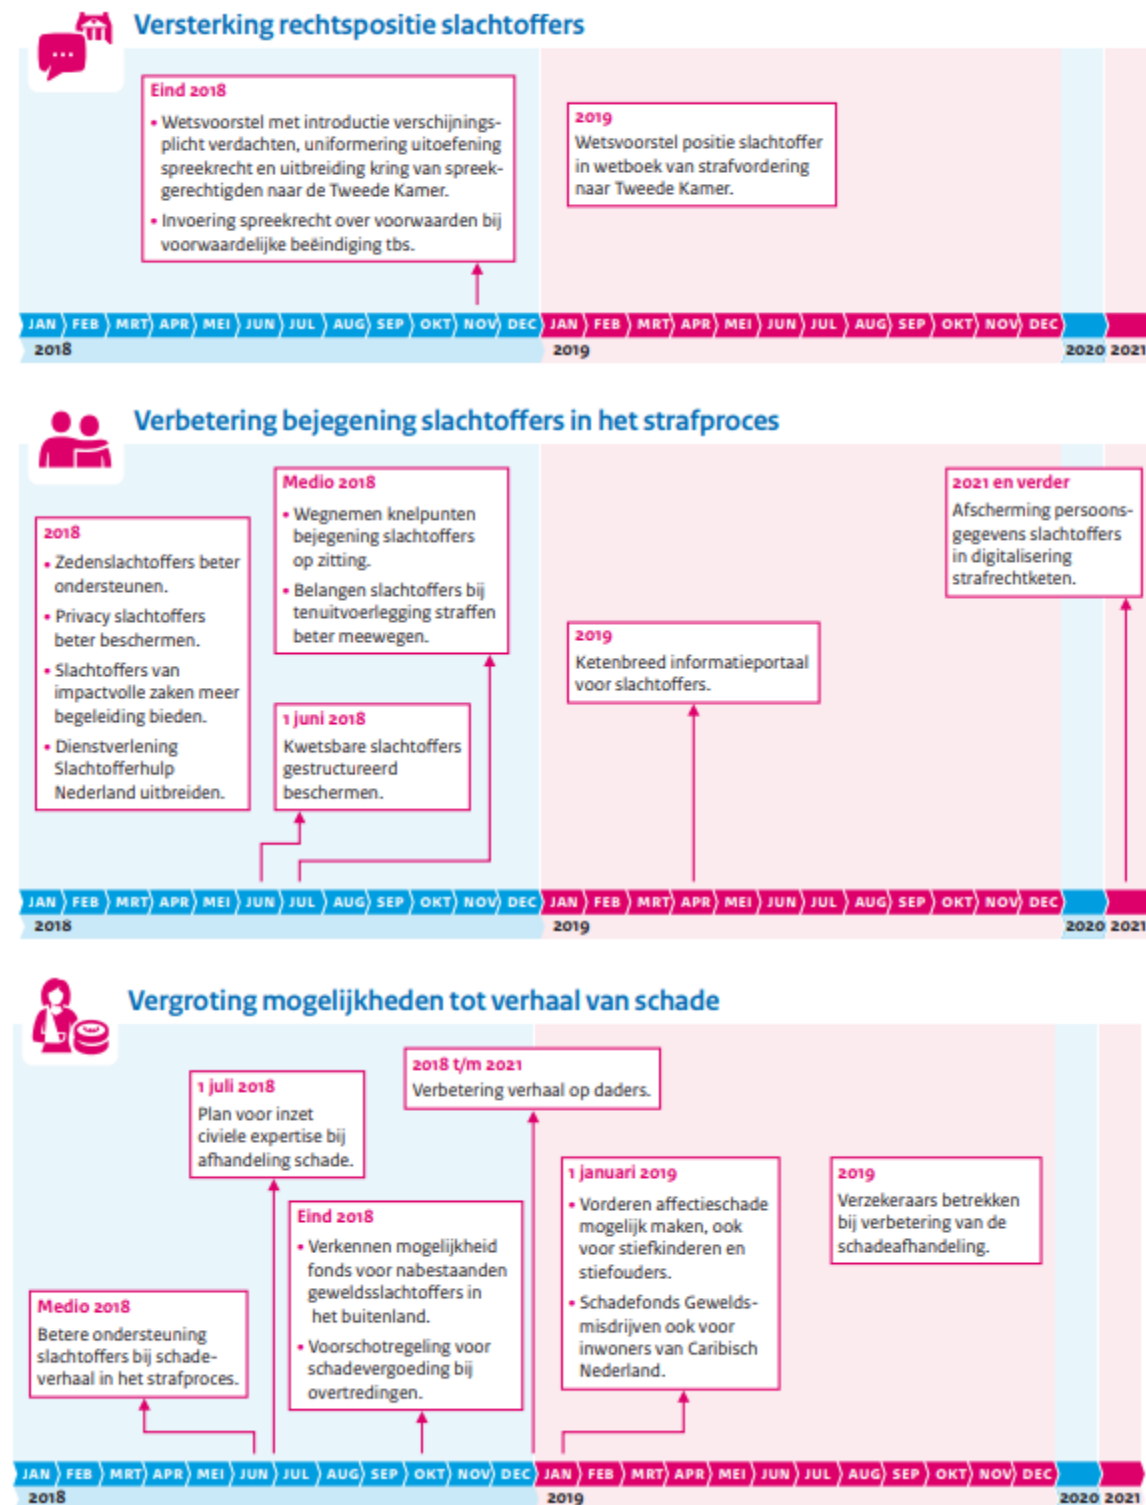 Versterking rechtspositie slachtoffers
Eind 2018
• Wetsvoorstel met introductie verschijnings-
plicht verdachten, uniformering uitoefening
spreekrecht en uitbreiding kring van spreek-
gerechtigden naar de Tweede Kamer.
• Invoering spreekrecht over voorwaarden bij
voorwaardelijke beëindiging tbs.
2019
Wetsvoorstel positie slachtoffer
in wetboek van strafvordering
naar Tweede Kamer.
JAN FEB MRT APR MEI JUN JUL AUG SEP OKT NOV DEC JAN FEB MRT APR MEI JUN JUL AUG SEP OKT NOV DEC
2018 2019 2020 2021
Verbetering bejegening slachtoffers in het strafproces
2018
• Zedenslachtoffers beter
ondersteunen.
• Privacy slachtoffers
beter beschermen.
• Slachtoffers van
impactvolle zaken meer
begeleiding bieden.
• Dienstverlening
Slachtofferhulp
Nederland uitbreiden.
Medio 2018
• Wegnemen knelpunten
bejegening slachtoffers
op zitting.
• Belangen slachtoffers bij
tenuitvoerlegging straffen
beter meewegen.
1 juni 2018
Kwetsbare slachtoffers
gestructureerd
beschermen.
2019
Ketenbreed informatieportaal
voor slachtoffers.
2021 en verder
Afscherming persoons-
gegevens slachtoffers
in digitalisering
strafrechtketen.
JAN FEB MRT APR MEI JUN JUL AUG SEP OKT NOV DEC JAN FEB MRT APR MEI JUN JUL AUG SEP OKT NOV DEC
2018 2019 2020 2021
Vergroting mogelijkheden tot verhaal van schade
Medio 2018
Betere ondersteuning
slachtoffers bij schade-
verhaal in het strafproces.
1 juli 2018
Plan voor inzet
civiele expertise bij
afhandeling schade.
Eind 2018
• Verkennen mogelijkheid
fonds voor nabestaanden
geweldsslachtoffers in
het buitenland.
• Voorschotregeling voor
schadevergoeding bij
overtredingen.
2018 t/m 2021
Verbetering verhaal op daders.
1 januari 2019
• Vorderen affectieschade
mogelijk maken, ook
voor stiefkinderen en
stiefouders.
• Schadefonds Gewelds-
misdrijven ook voor
inwoners van Caribisch
Nederland.
2019
Verzekeraars betrekken
bij verbetering van de
schadeafhandeling.
JAN FEB MRT APR MEI JUN JUL AUG SEP OKT NOV DEC JAN FEB MRT APR MEI JUN JUL AUG SEP OKT NOV DEC
2018 2019 2020 2021